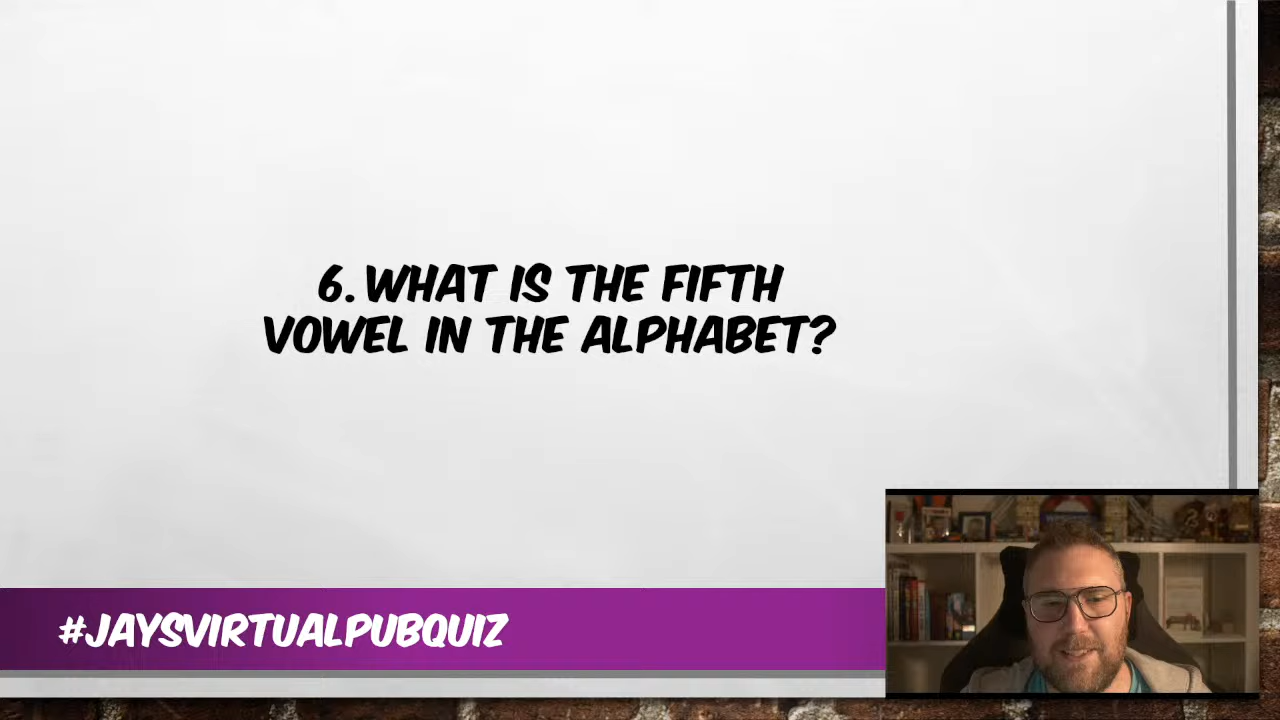 6. WHAT IS THE FIFTH
VOWEL IN THE ALPHABET?
#JAYSVIRTUALPUBQUIZ